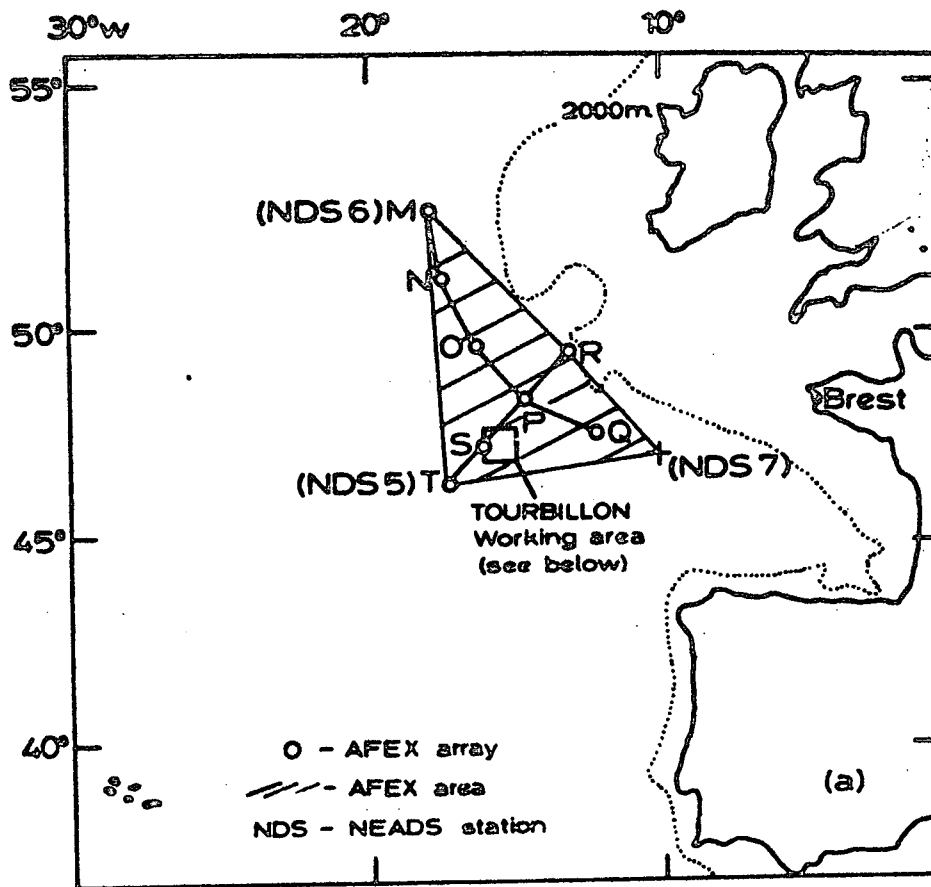 30°W 20° 10°
55°
2000m
(NDS 6) M
N
50°
O R
Brest
P
S Q
(NDS 5) T (NDS 7)
TOURBILLON
Working area
(see below)
45°
40°
O - AFEX array
(a)
/// - AFEX area
NDS - NEADS station